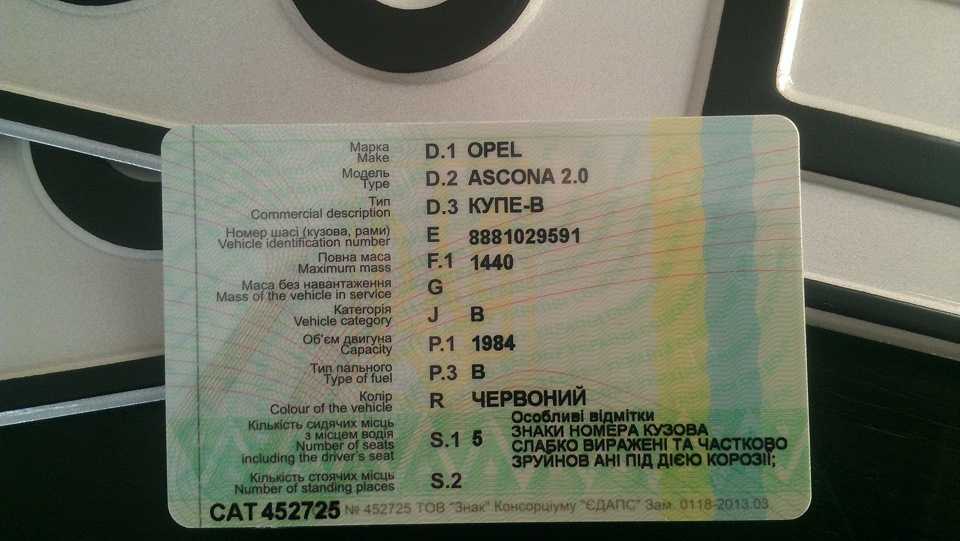 Марка D.1 OPEL
Make
Модель D.2 ASCONA 2.0
Type
Тип D.3 КУПЕ-В
Commercial description
Номер шасі (кузова, рами) E 8881029591
Vehicle identification number
Повна маса F.1 1440
Maximum mass
Маса без навантаження G
Mass of the vehicle in service
Категорія J B
Vehicle category
Об'єм двигуна P.1 1984
Capacity
Тип пального P.3 B
Type of fuel
Колір R ЧЕРВОНИЙ
Colour of the vehicle
Кількість сидячих місць S.1 5
з місцем водія
Number of seats
including the driver's seat
Особливі відмітки
ЗНАКИ НОМЕРА КУЗОВА
СЛАБКО ВИРАЖЕНІ ТА ЧАСТКОВО
ЗРУЙНОВ АНІ ПІД ДІЄЮ КОРОЗІЇ;
Кількість стоячих місць S.2
Number of standing places
САТ 452725 № 452725 ТОВ "Знак" Консорціуму "ЄДАПС" Зам. 0118-2013.03